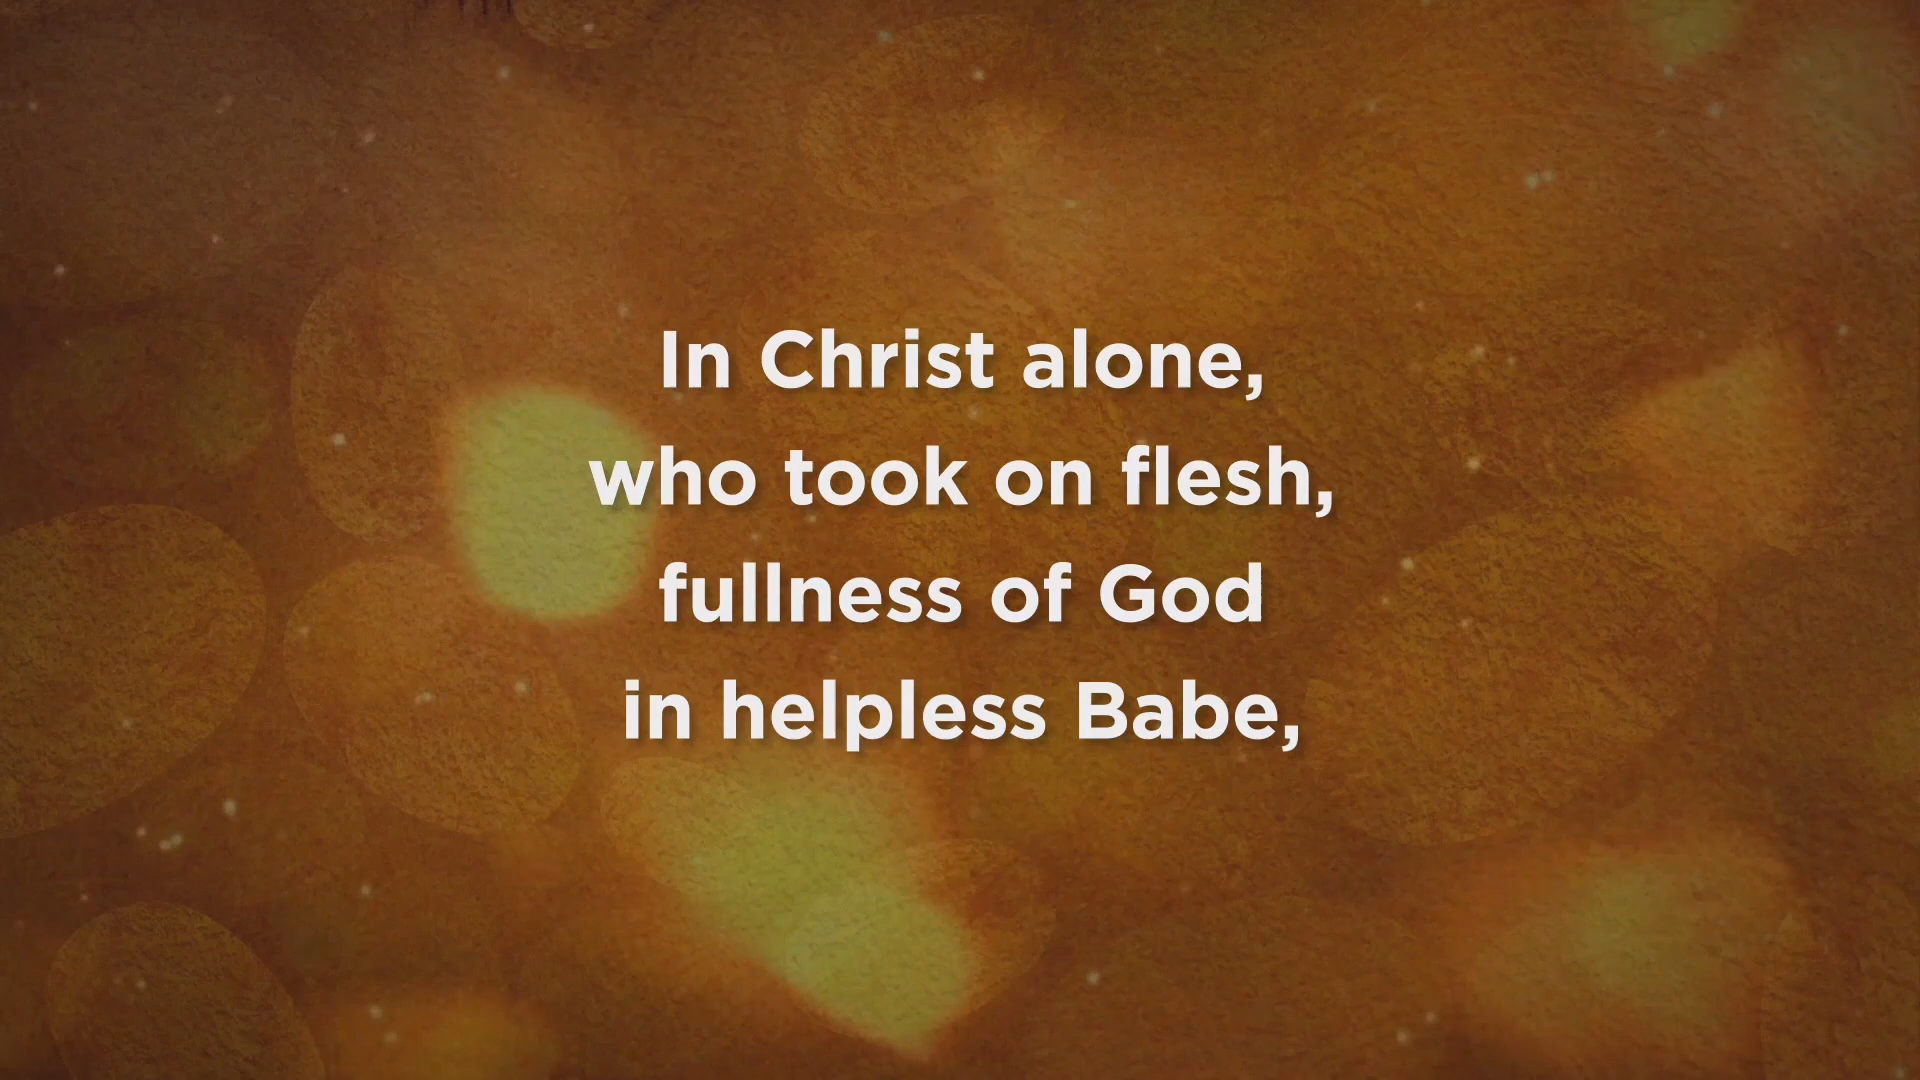 In Christ alone,
who took on flesh,
fullness of God
in helpless Babe,